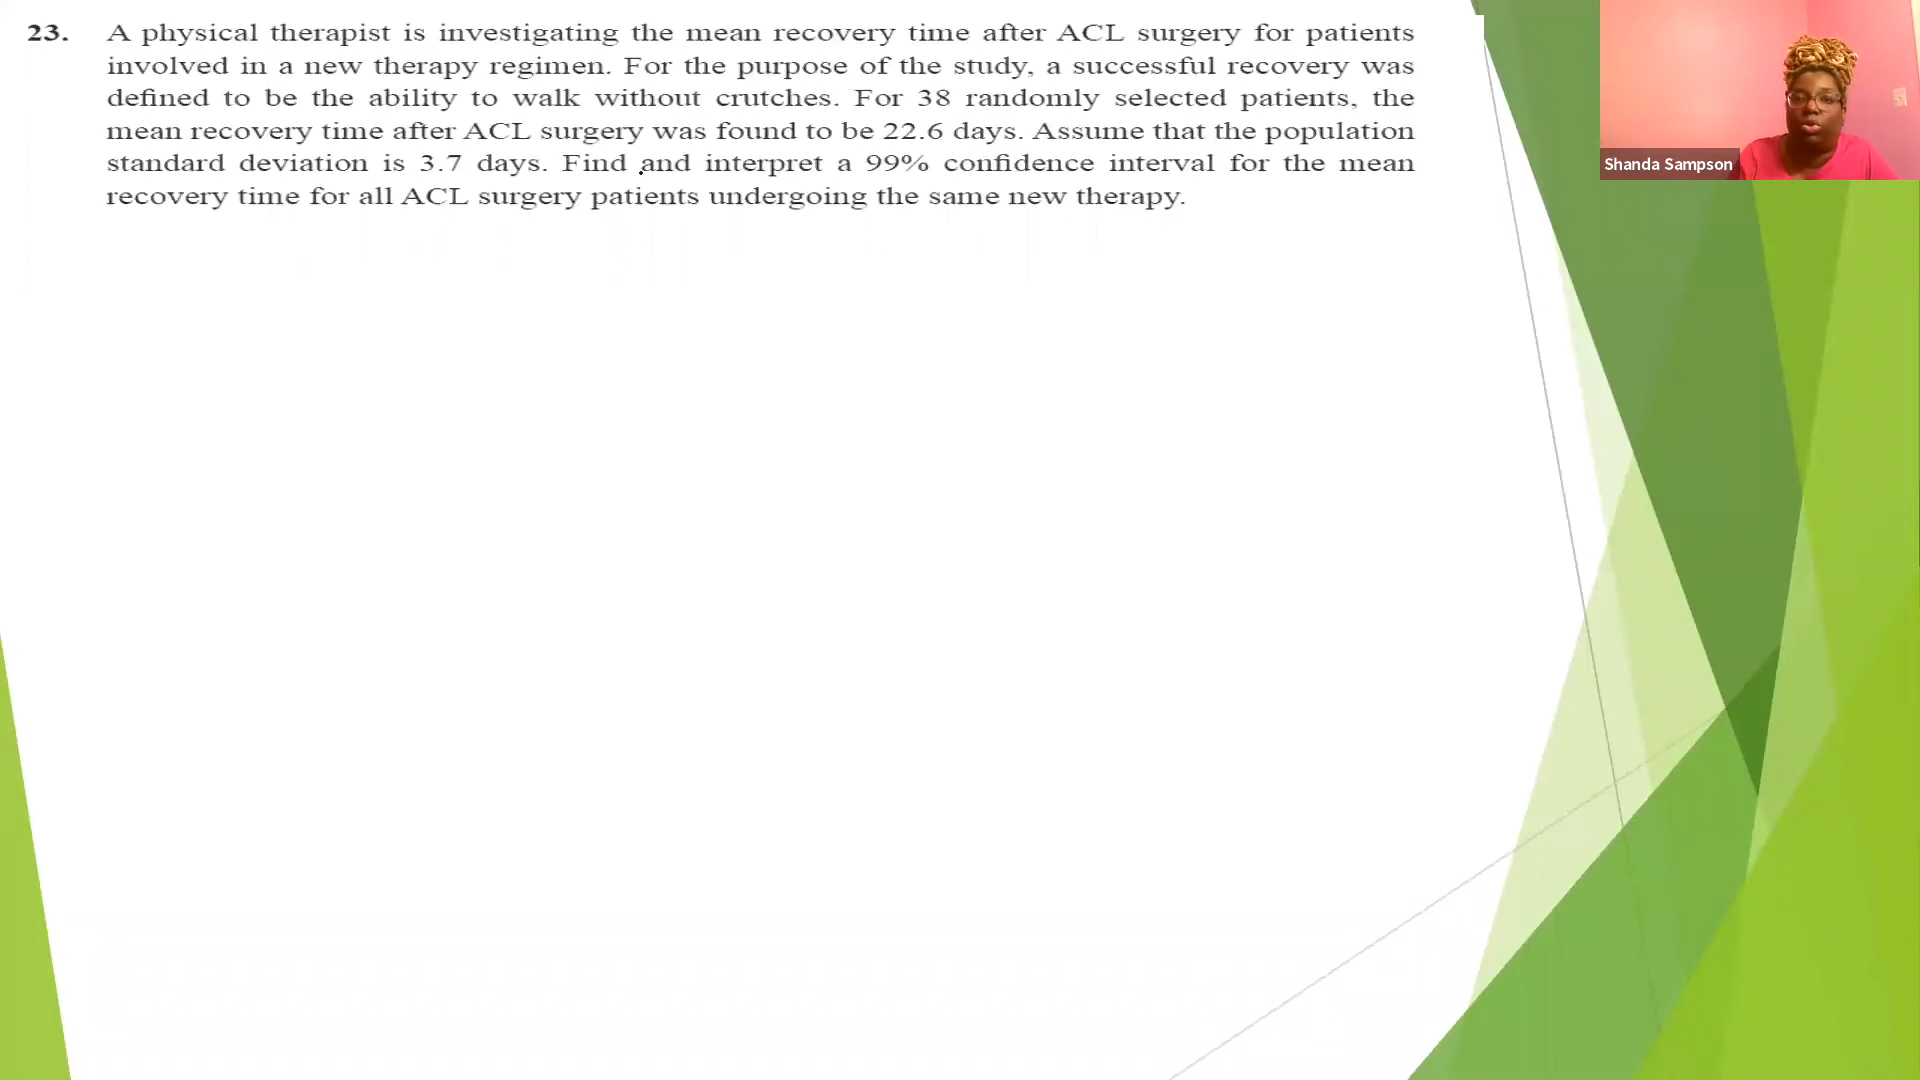 23. A physical therapist is investigating the mean recovery time after ACL surgery for patients
involved in a new therapy regimen. For the purpose of the study, a successful recovery was
defined to be the ability to walk without crutches. For 38 randomly selected patients, the
mean recovery time after ACL surgery was found to be 22.6 days. Assume that the population
standard deviation is 3.7 days. Find and interpret a 99% confidence interval for the mean
recovery time for all ACL surgery patients undergoing the same new therapy.
Shanda Sampson